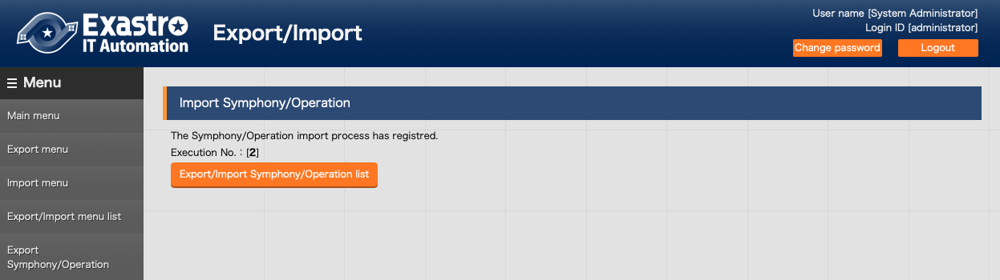 Exastro
IT Automation
Export/Import
User name [System Administrator]
Login ID [administrator]
Change password
Logout
Menu
Main menu
Export menu
Import menu
Export/Import menu list
Export
Symphony/Operation
Import Symphony/Operation
The Symphony/Operation import process has registred.
Execution No.：[2]
Export/Import Symphony/Operation list